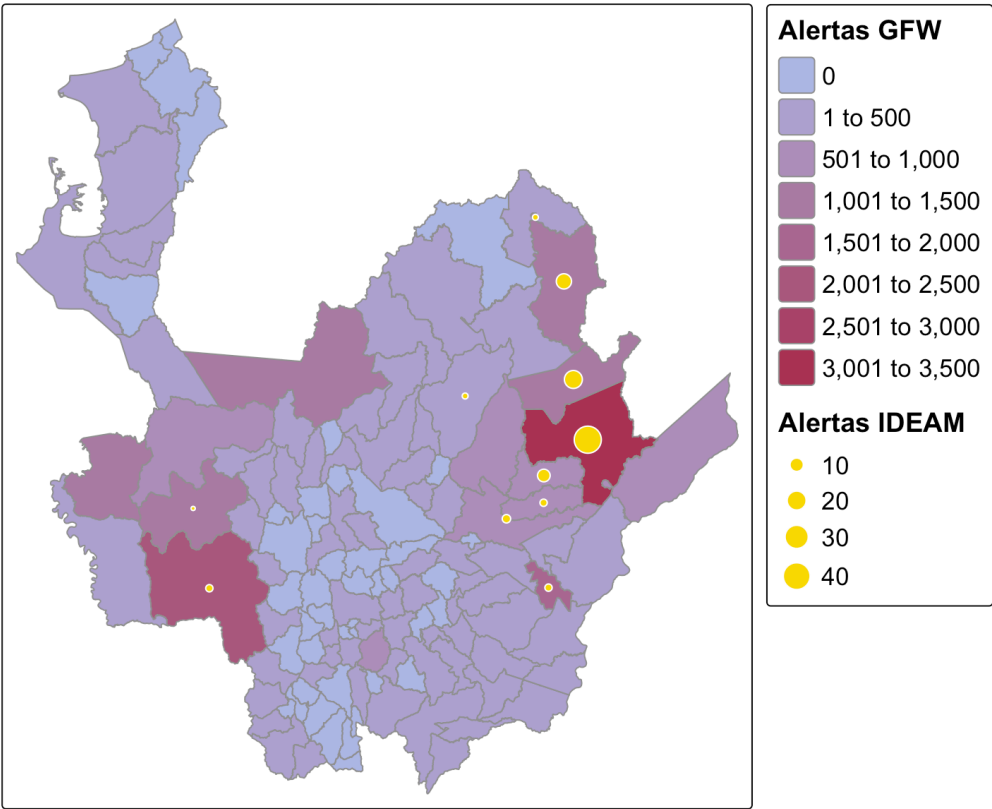 Alertas GFW
0
1 to 500
501 to 1,000
1,001 to 1,500
1,501 to 2,000
2,001 to 2,500
2,501 to 3,000
3,001 to 3,500
Alertas IDEAM
10
20
30
40